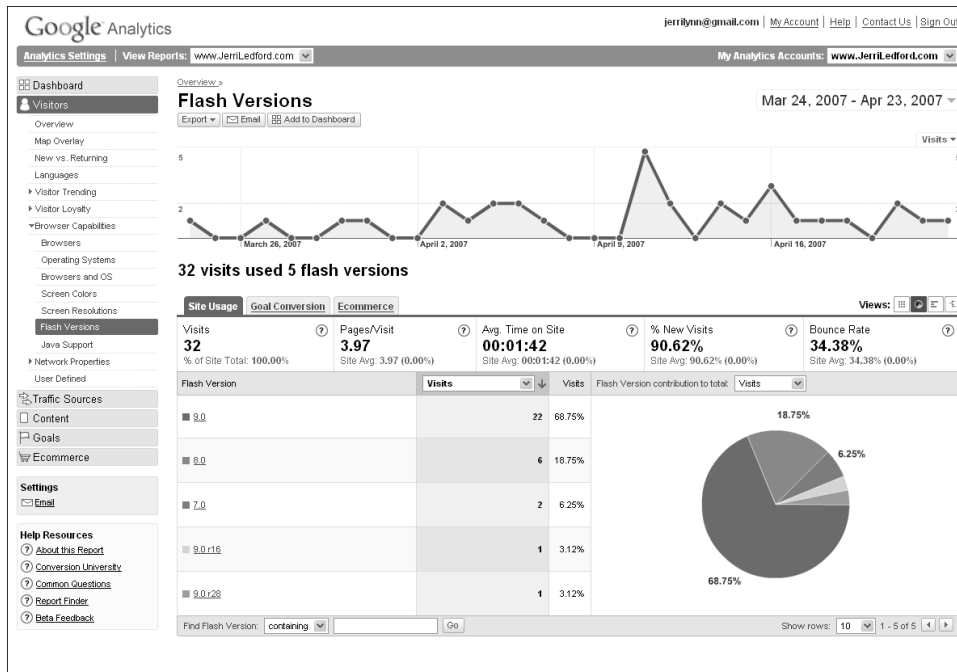 Google Analytics
jerrilynn@gmail.com | My Account | Help | Contact Us | Sign Out
Analytics Settings | View Reports: www.JerriLedford.com
My Analytics Accounts: www.JerriLedford.com
Dashboard
Visitors
Overview
Map Overlay
New vs. Returning
Languages
Visitor Trending
Visitor Loyalty
Browser Capabilities
Browsers
Operating Systems
Browsers and OS
Screen Colors
Screen Resolutions
Flash Versions
Java Support
Network Properties
User Defined
Traffic Sources
Content
Goals
Ecommerce
Settings
Email
Help Resources
About this Report
Conversion University
Common Questions
Report Finder
Beta Feedback
Overview »
Flash Versions
Mar 24, 2007 - Apr 23, 2007
Export Email Add to Dashboard
Visits
5
2
March 26, 2007 April 2, 2007 April 9, 2007 April 16, 2007
32 visits used 5 flash versions
Site Usage Goal Conversion Ecommerce
Views:
Visits ? Pages/Visit ? Avg. Time on Site ? % New Visits ? Bounce Rate ?
32 3.97 00:01:42 90.62% 34.38%
% of Site Total: 100.00% Site Avg: 3.97 (0.00%) Site Avg: 00:01:42 (0.00%) Site Avg: 90.62% (0.00%) Site Avg: 34.38% (0.00%)
Flash Version Visits Visits Flash Version contribution to total: Visits
9.0 22 68.75%
8.0 6 18.75%
7.0 2 6.25%
9.0 r16 1 3.12%
9.0 r28 1 3.12%
18.75%
6.25%
68.75%
Find Flash Version: containing Go
Show rows: 10 1 - 5 of 5